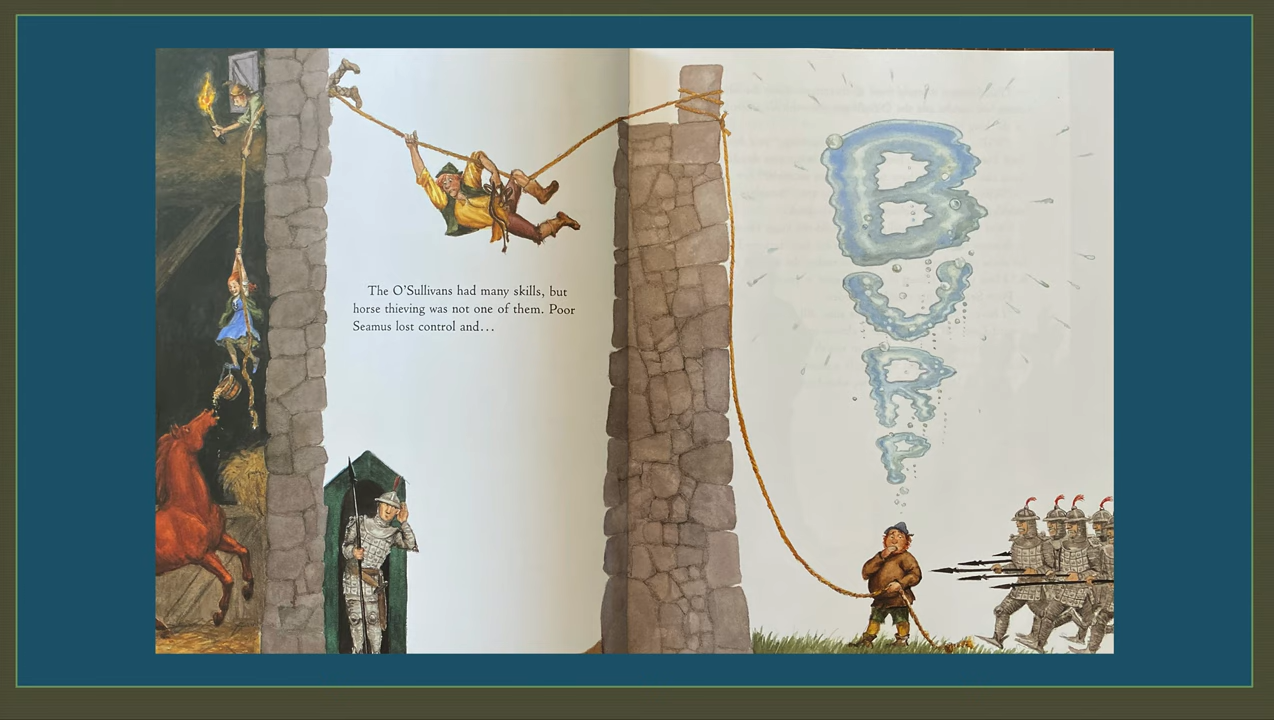 The O'Sullivans had many skills, but
horse thieving was not one of them. Poor
Seamus lost control and...
BURP